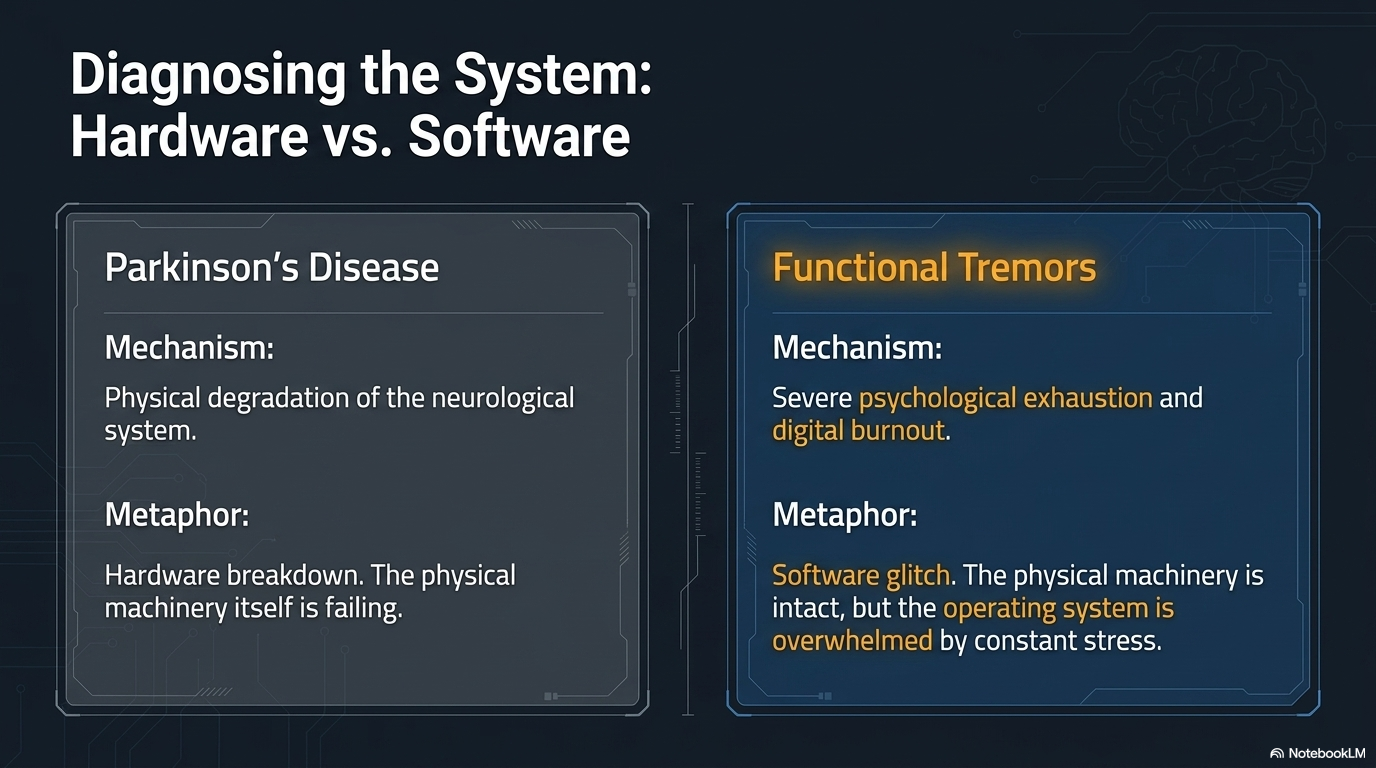 Diagnosing the System:
Hardware vs. Software
Parkinson’s Disease
Mechanism:
Physical degradation of the neurological
system.
Metaphor:
Hardware breakdown. The physical
machinery itself is failing.
Functional Tremors
Mechanism:
Severe psychological exhaustion and
digital burnout.
Metaphor:
Software glitch. The physical machinery is
intact, but the operating system is
overwhelmed by constant stress.
NotebookLM